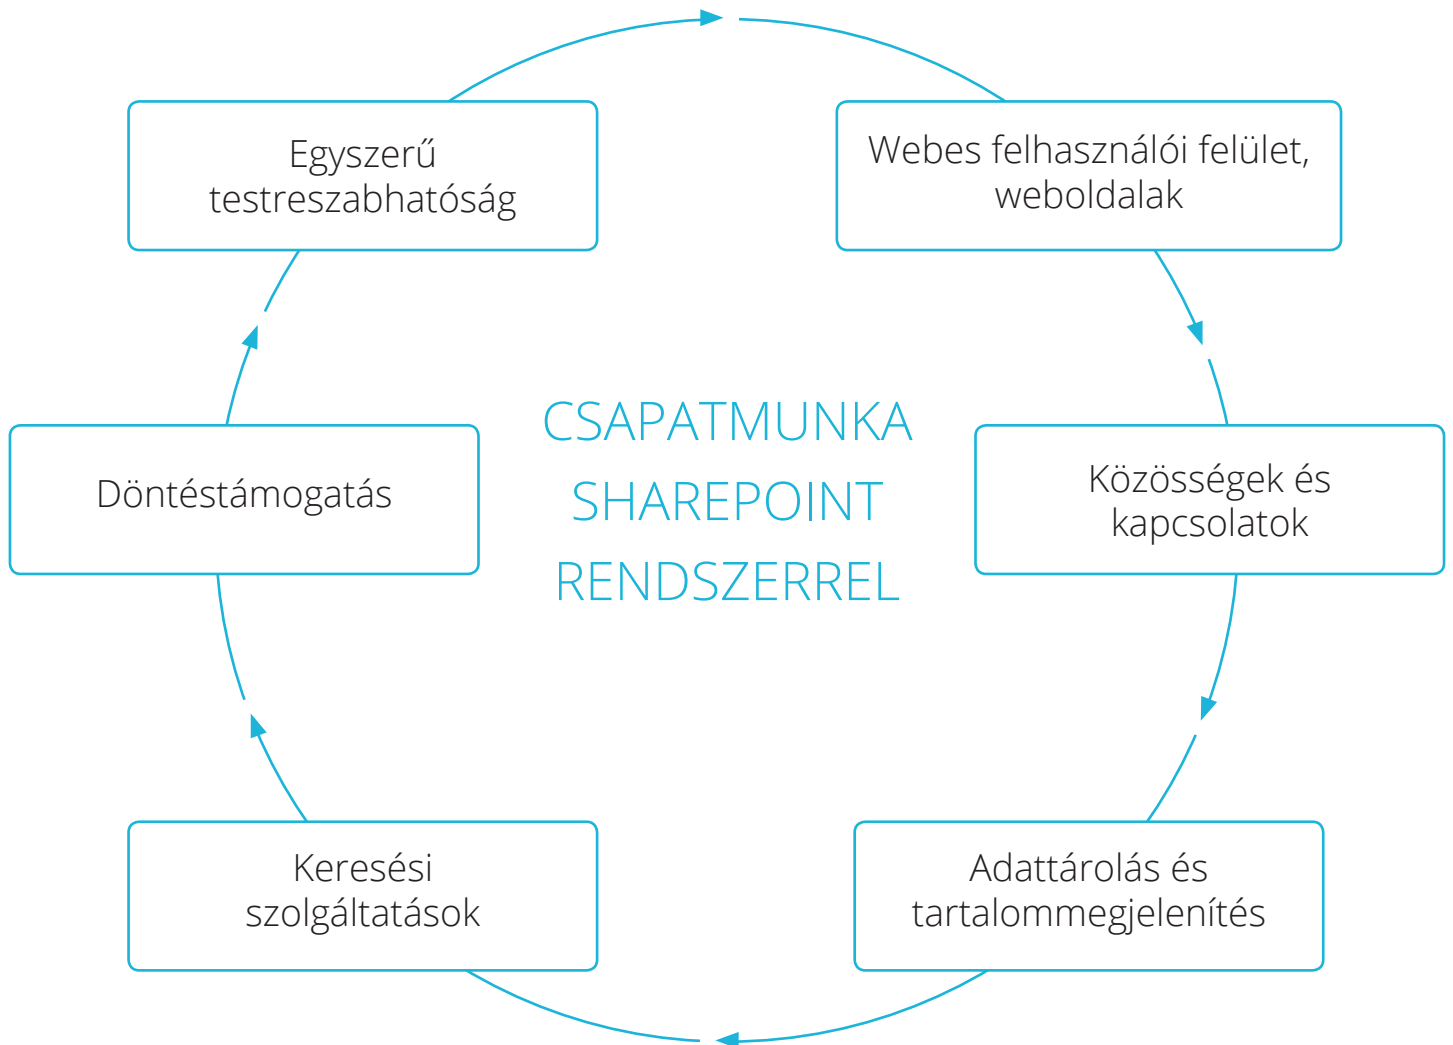 Egyszerű
testreszabhatóság
Webes felhasználói felület,
weboldalak
Döntéstámogatás
CSAPATMUNKA
SHAREPOINT
RENDSZERREL
Közösségek és
kapcsolatok
Keresési
szolgáltatások
Adattárolás és
tartalommegjelenítés